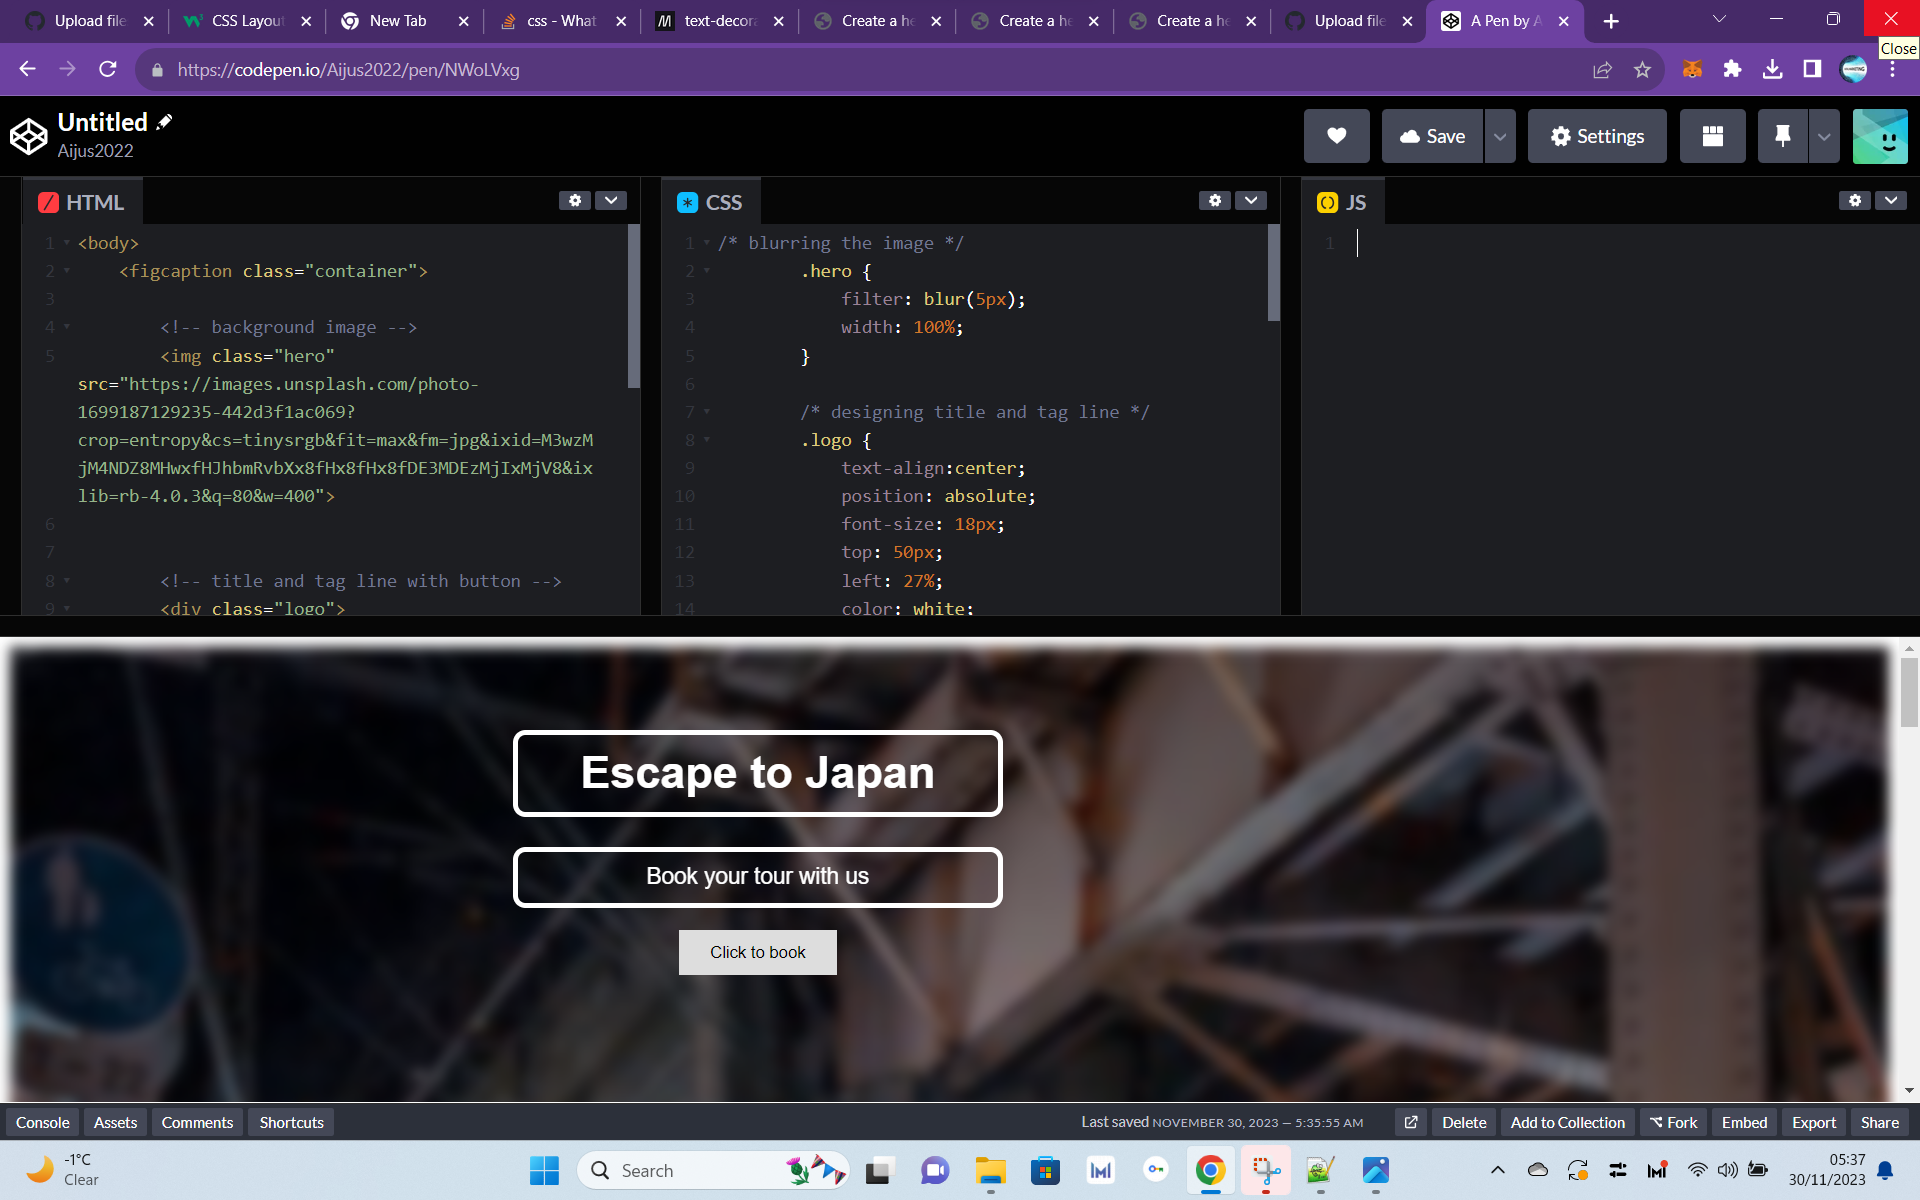 Upload file
CSS Layout
New Tab
css - What
text-decora
Create a he
Create a he
Create a he
Upload file
A Pen by A
Close
https://codepen.io/Aijus2022/pen/NWoLVxg
Untitled
Aijus2022
Save
Settings
HTML
1 <body>
2 <figcaption class="container">
3
4 <!-- background image -->
5 <img class="hero"
src="https://images.unsplash.com/photo-
1699187129235-442d3f1ac069?
crop=entropy&cs=tinysrgb&fit=max&fm=jpg&ixid=M3wzM
jM4NDZ8MHwxfHJhbmRvbXx8fHx8fHx8fDE3MDEzMjIxMjV8&ix
lib=rb-4.0.3&q=80&w=400">
6
7
8 <!-- title and tag line with button -->
9 <div class="logo">
CSS
1 /* blurring the image */
2 .hero {
3 filter: blur(5px);
4 width: 100%;
5 }
6
7 /* designing title and tag line */
8 .logo {
9 text-align:center;
10 position: absolute;
11 font-size: 18px;
12 top: 50px;
13 left: 27%;
14 color: white;
JS
1
Escape to Japan
Book your tour with us
Click to book
Console
Assets
Comments
Shortcuts
Last saved NOVEMBER 30, 2023 — 5:35:55 AM
Delete
Add to Collection
Fork
Embed
Export
Share
-1°C
Clear
Search
05:37
30/11/2023